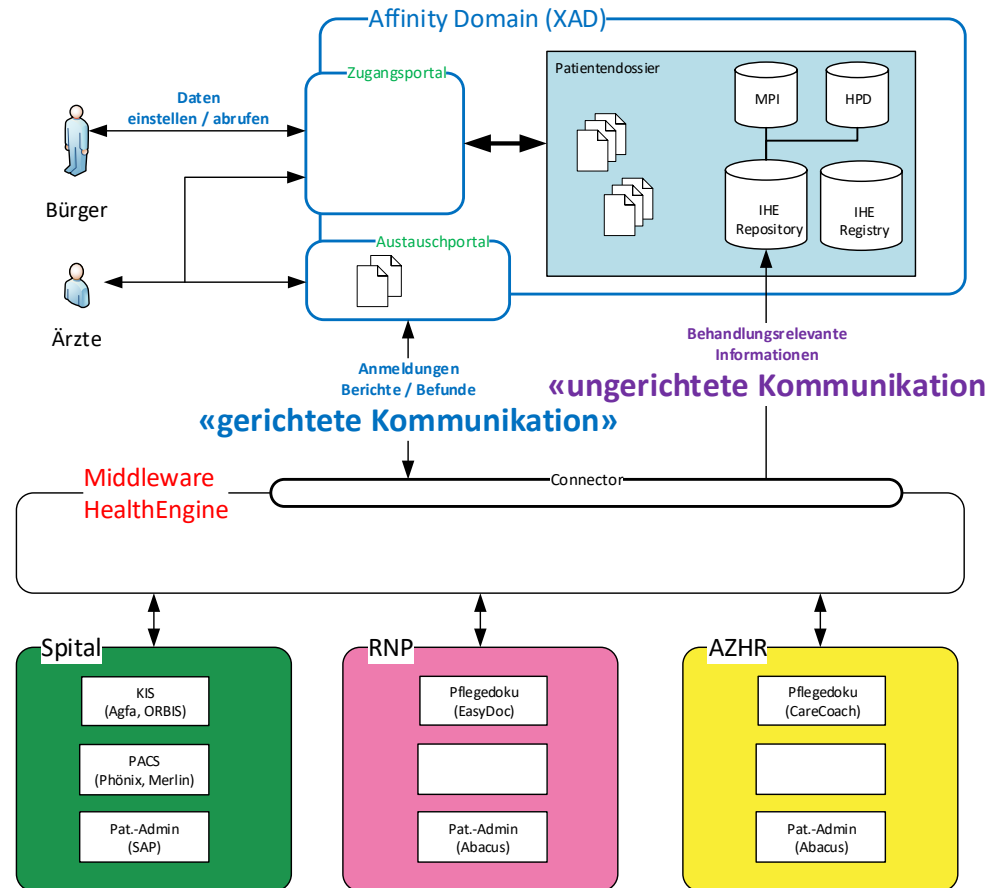 Affinity Domain (XAD)
Zugangsportal
Patientendossier
MPI
HPD
Daten
einstellen / abrufen
Bürger
IHE
Repository
IHE
Registry
Austauschportal
Ärzte
Behandlungsrelevante
Informationen
Anmeldungen
Berichte / Befunde
«ungerichtete Kommunikation
«gerichtete Kommunikation»
Middleware
HealthEngine
Connector
Spital
KIS
(Agfa, ORBIS)
PACS
(Phönix, Merlin)
Pat.-Admin
(SAP)
RNP
Pflegedoku
(EasyDoc)
Pat.-Admin
(Abacus)
AZHR
Pflegedoku
(CareCoach)
Pat.-Admin
(Abacus)